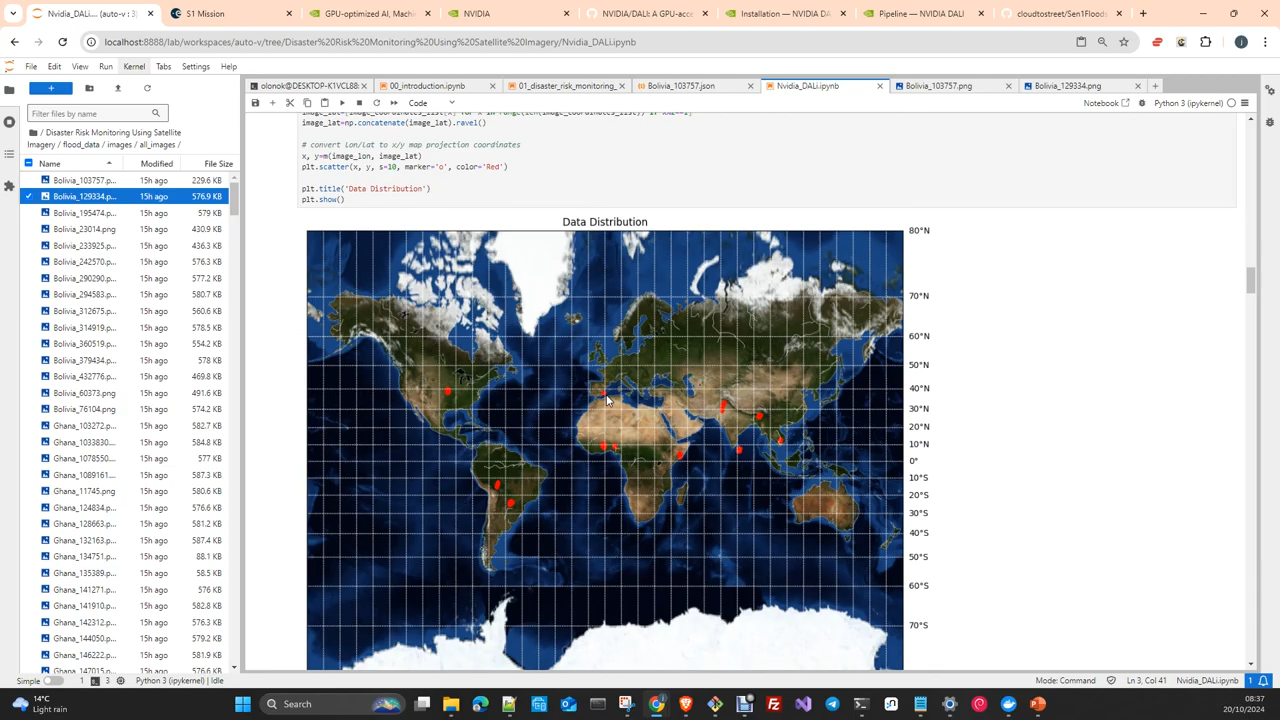 Nvidia_DALi.... (auto-v : 3)
S1 Mission
GPU-optimized AI, Machi
NVIDIA
NVIDIA/DALI: A GPU-acce
Installation — NVIDIA DA
Pipeline — NVIDIA DALI
cloudtostreet/Sen1Floods
localhost:8888/lab/workspaces/auto-v/tree/Disaster%20Risk%20Monitoring%20Using%20Satellite%20Imagery/Nvidia_DALi.ipynb
File Edit View Run Kernel Tabs Settings Help
olonok@DESKTOP-K1VCL88:
00_introduction.ipynb
01_disaster_risk_monitoring_
Bolivia_103757.json
Nvidia_DALi.ipynb
Bolivia_103757.png
Bolivia_129334.png
Code
Notebook
Python 3 (ipykernel)
Filter files by name
/ Disaster Risk Monitoring Using Satellite
Imagery / flood_data / images / all_images /
Name Modified File Size
Bolivia_103757.p... 15h ago 229.6 KB
Bolivia_129334.p... 15h ago 576.9 KB
Bolivia_195474.p... 15h ago 579 KB
Bolivia_23014.png 15h ago 430.9 KB
Bolivia_233925.p... 15h ago 436.3 KB
Bolivia_242570.p... 15h ago 576.3 KB
Bolivia_290290.p... 15h ago 577.2 KB
Bolivia_294583.p... 15h ago 580.7 KB
Bolivia_312675.p... 15h ago 560.6 KB
Bolivia_314919.p... 15h ago 578.5 KB
Bolivia_360519.p... 15h ago 554.2 KB
Bolivia_379434.p... 15h ago 578 KB
Bolivia_432776.p... 15h ago 469.8 KB
Bolivia_60373.png 15h ago 491.6 KB
Bolivia_76104.png 15h ago 574.2 KB
Ghana_103272.p... 15h ago 582.7 KB
Ghana_1033830.... 15h ago 584.8 KB
Ghana_1078550.... 15h ago 577 KB
Ghana_1089161.... 15h ago 587.3 KB
Ghana_11745.png 15h ago 580.6 KB
Ghana_124834.p... 15h ago 576.6 KB
Ghana_128663.p... 15h ago 581.2 KB
Ghana_132163.p... 15h ago 587.4 KB
Ghana_134751.p... 15h ago 88.1 KB
Ghana_135389.p... 15h ago 58.5 KB
Ghana_141271.p... 15h ago 576 KB
Ghana_141910.p... 15h ago 582.8 KB
Ghana_142312.p... 15h ago 576.3 KB
Ghana_144050.p... 15h ago 579.2 KB
Ghana_146222.p... 15h ago 581.9 KB
Ghana_147015.p... 15h ago 576.6 KB
image_lat=np.concatenate(image_lat).ravel()
# convert lon/lat to x/y map projection coordinates
x, y=m(image_lon, image_lat)
plt.scatter(x, y, s=10, marker='o', color='Red')
plt.title('Data Distribution')
plt.show()
Data Distribution
80°N
70°N
60°N
50°N
40°N
30°N
20°N
10°N
0°
10°S
20°S
30°S
40°S
50°S
60°S
70°S
Simple 1 3 Python 3 (ipykernel) | Idle
Mode: Command Ln 3, Col 41 Nvidia_DALi.ipynb 1
14°C
Light rain
Search
08:37
20/10/2024